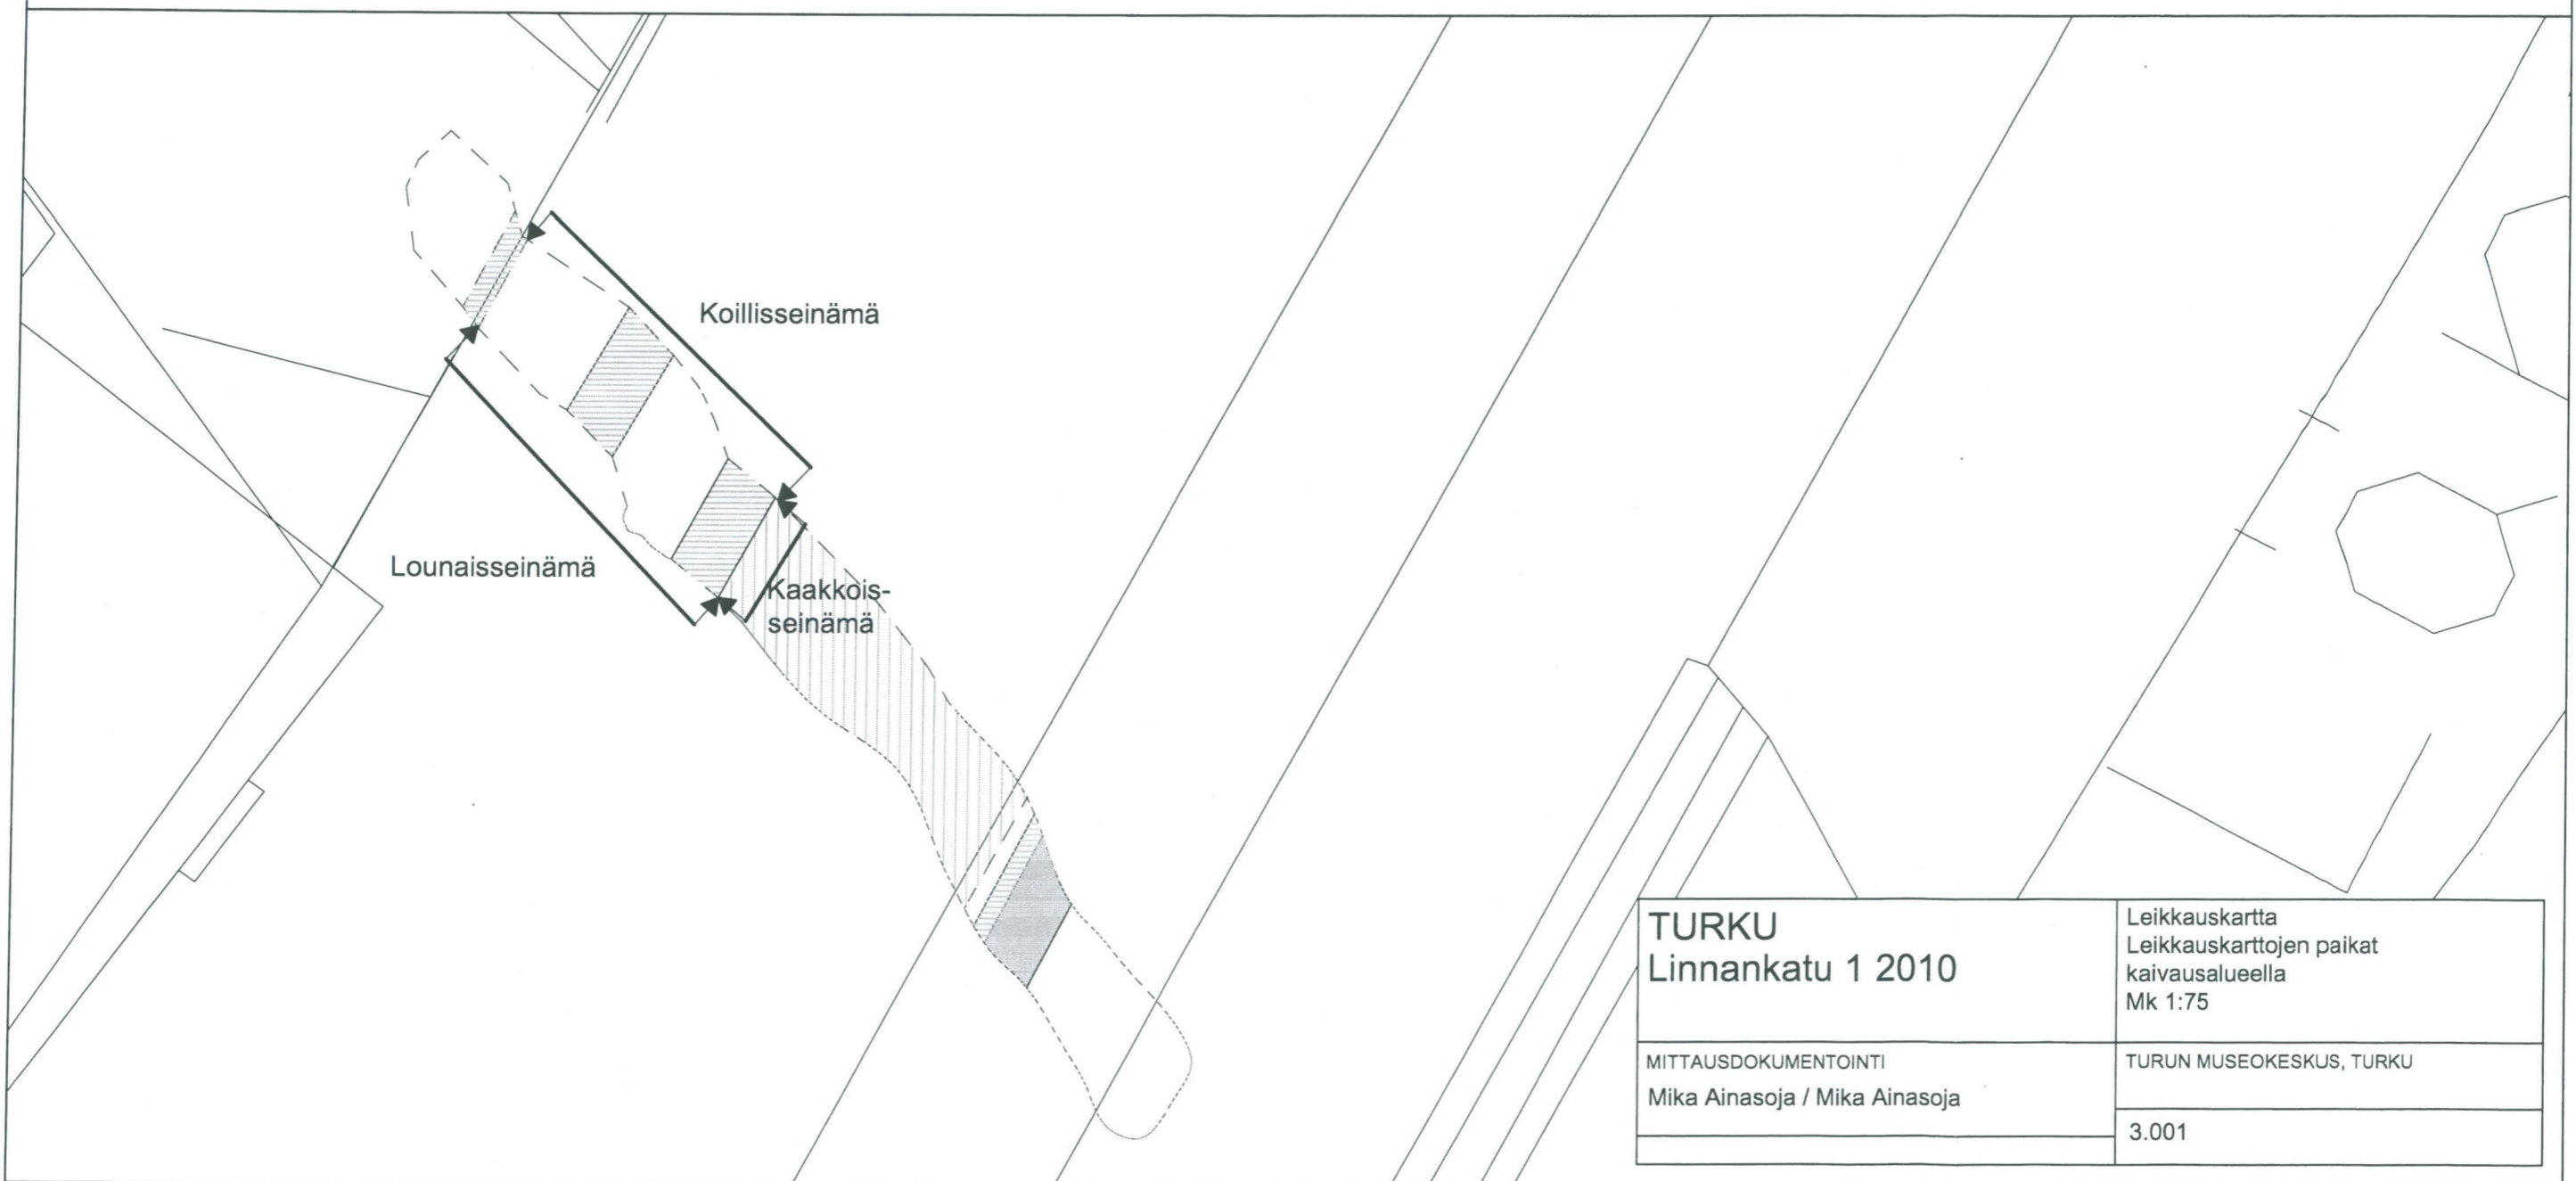 Koillisseinämä
Lounaisseinämä
Kaakkois-
seinämä
TURKU
Linnankatu 1 2010
Leikkauskartta
Leikkauskarttojen paikat
kaivausalueella
Mk 1:75
MITTAUSDOKUMENTOINTI
Mika Ainasoja / Mika Ainasoja
TURUN MUSEOKESKUS, TURKU
3.001